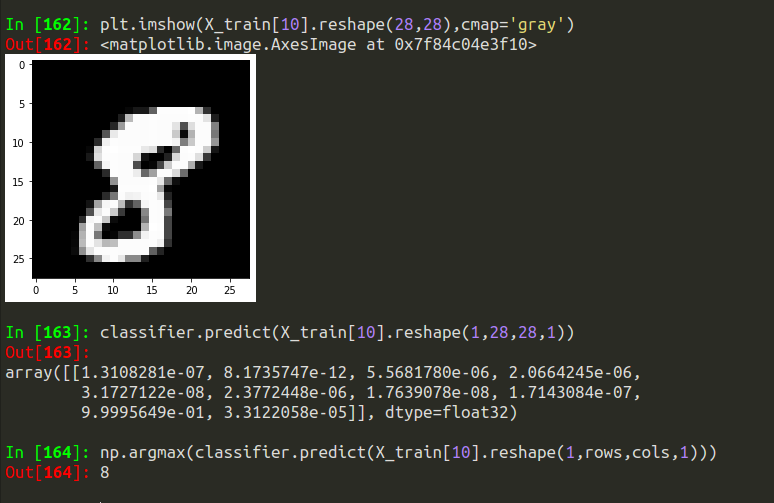 In [162]: plt.imshow(X_train[10].reshape(28,28),cmap='gray')
Out[162]: <matplotlib.image.AxesImage at 0x7f84c04e3f10>
0
5
10
15
20
25
0 5 10 15 20 25
In [163]: classifier.predict(X_train[10].reshape(1,28,28,1))
Out[163]:
array([[1.3108281e-07, 8.1735747e-12, 5.5681780e-06, 2.0664245e-06,
3.1727122e-08, 2.3772448e-06, 1.7639078e-08, 1.7143084e-07,
9.9995649e-01, 3.3122058e-05]], dtype=float32)
In [164]: np.argmax(classifier.predict(X_train[10].reshape(1,rows,cols,1)))
Out[164]: 8